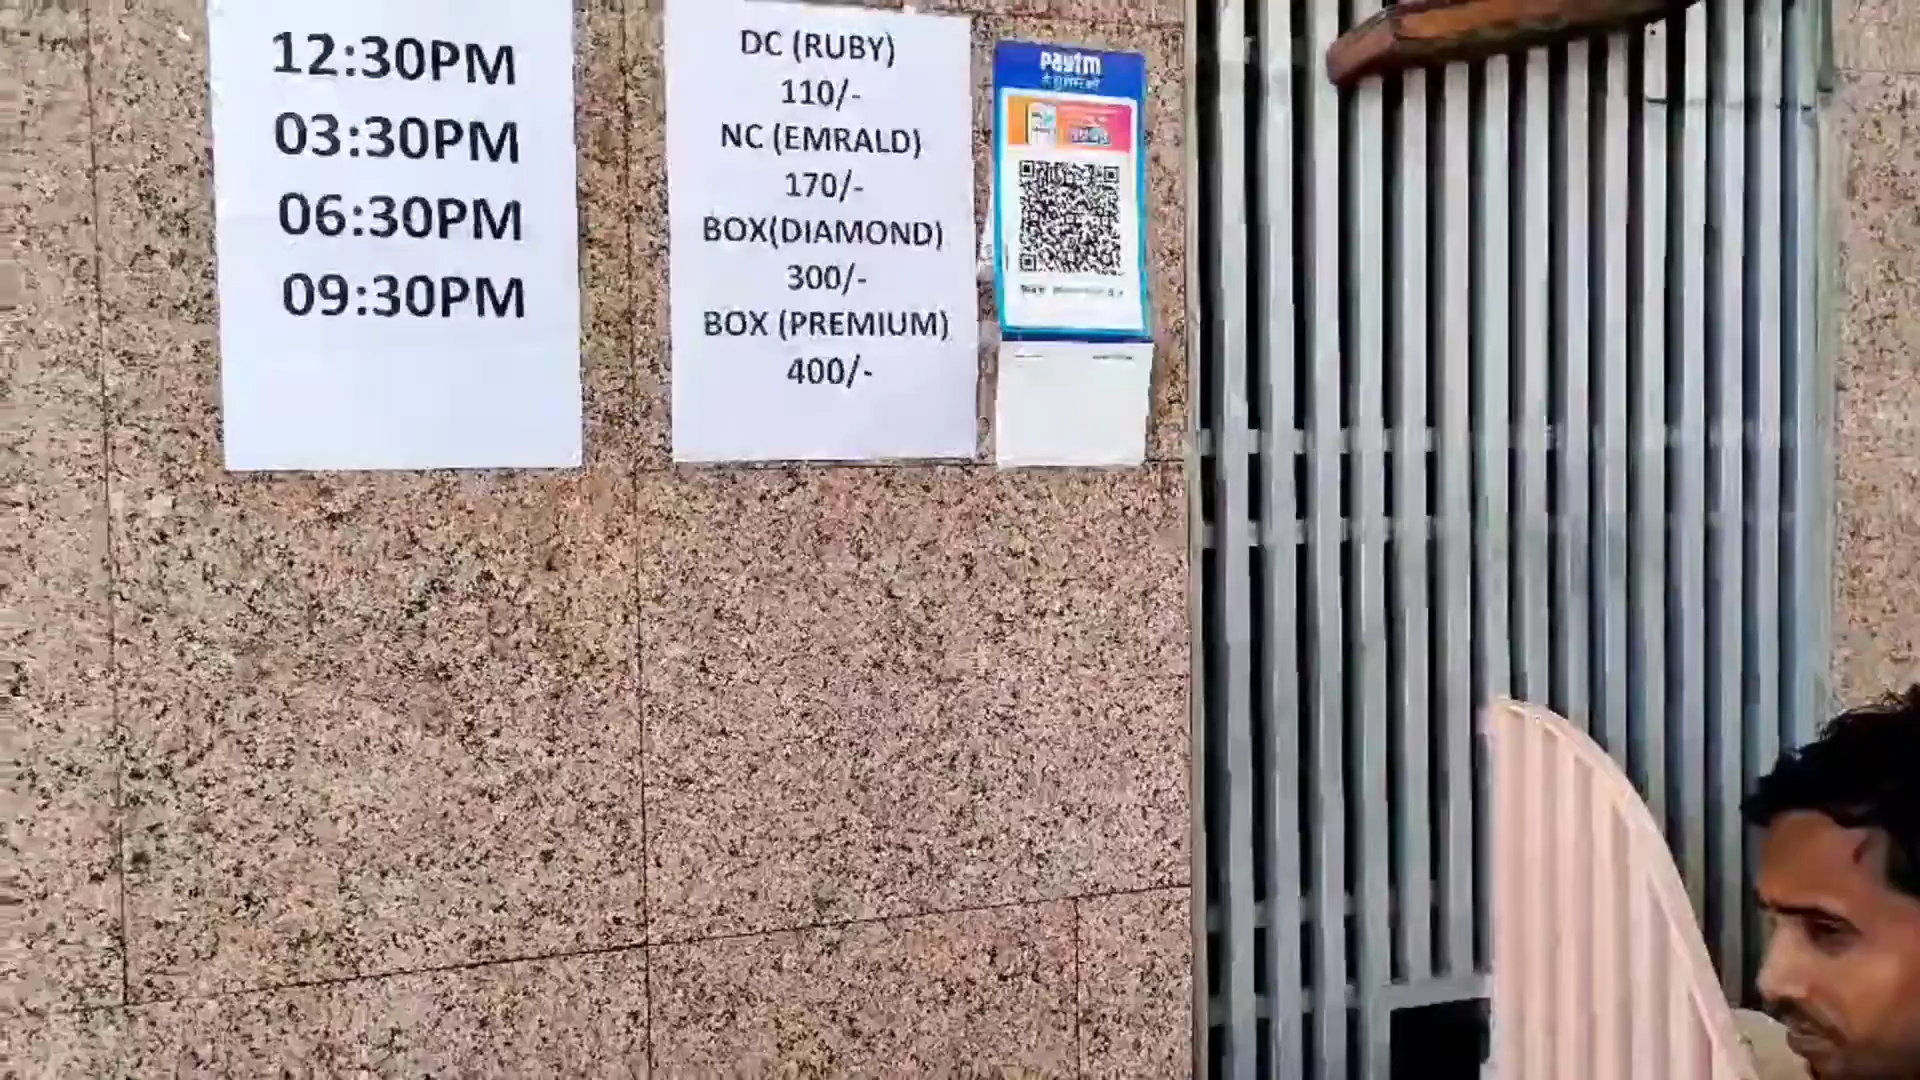 12:30PM
03:30PM
06:30PM
09:30PM
DC (RUBY)
110/-
NC (EMRALD)
170/-
BOX(DIAMOND)
300/-
BOX (PREMIUM)
400/-
paytm